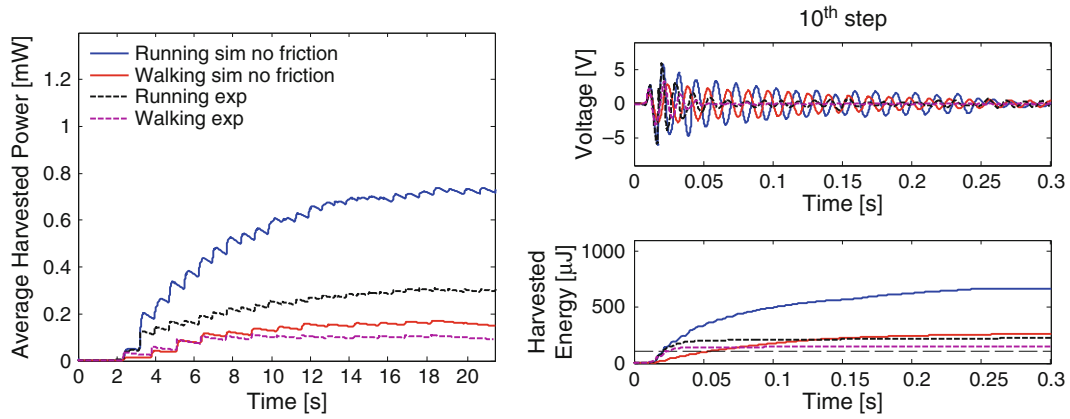 Average Harvested Power [mW]
1.2
1
0.8
0.6
0.4
0.2
0
Running sim no friction
Walking sim no friction
Running exp
Walking exp
0 2 4 6 8 10 12 14 16 18 20
Time [s]
10th step
Voltage [V]
5
0
−5
0 0.05 0.1 0.15 0.2 0.25 0.3
Time [s]
Harvested
Energy [µJ]
1000
500
0
0 0.05 0.1 0.15 0.2 0.25 0.3
Time [s]